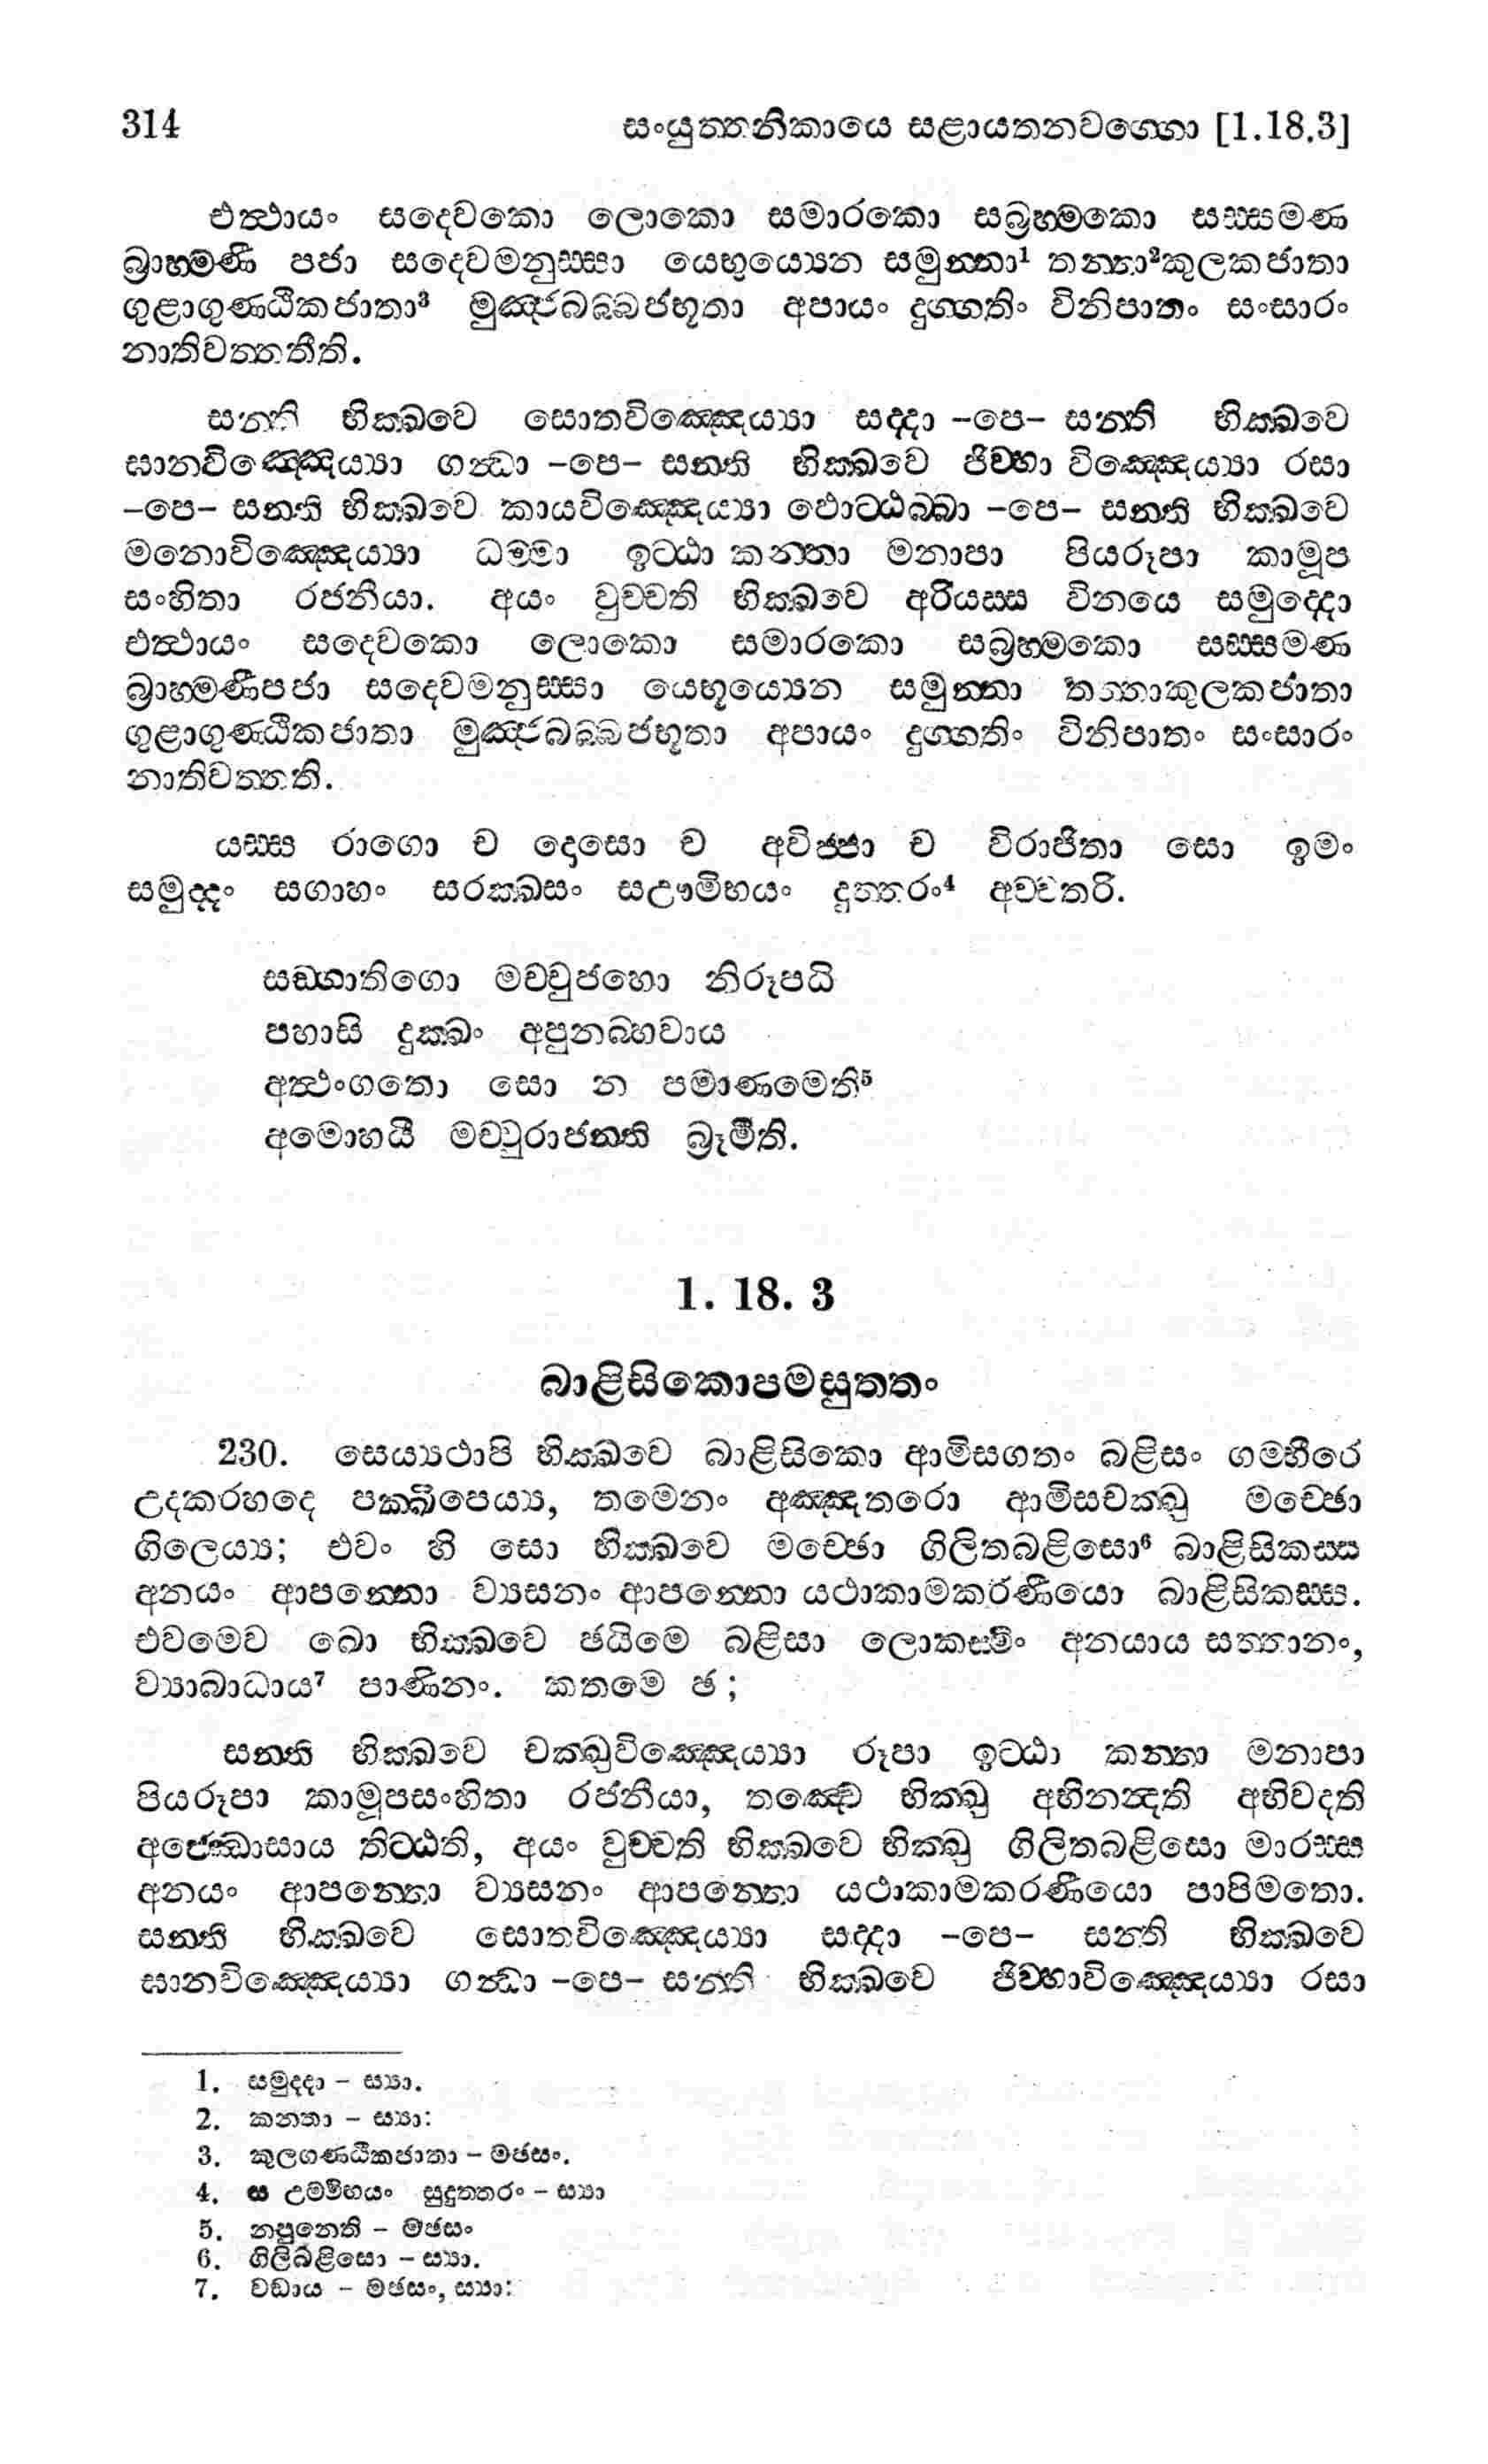 314 සංයුත්තනිකායෙ සළායතනවග්ගො [1.18.3]
එත්ථායං සදෙවකො ලොකො සමාරකො සබ්‍රහ්මකො සස්සමණ
බ්‍රාහ්මණී පජා සදෙවමනුස්සා යෙභුය්‍යෙන සමුන්නා¹ තන්තා²කුලකජාතා
ගුළාගුණ්ඨිකජාතා³ මුඤ්ජබබ්බජභූතා අපායං දුග්ගතිං විනිපාතං සංසාරං
නාතිවත්තතීති.
සන්ති භික්ඛවෙ සොතවිඤ්ඤෙය්‍යා සද්දා -පෙ- සන්ති භික්ඛවෙ
ඝානවිඤ්ඤෙය්‍යා ගන්ධා -පෙ- සන්ති භික්ඛවෙ ජිව්හා විඤ්ඤෙය්‍යා රසා
-පෙ- සන්ති භික්ඛවෙ කායවිඤ්ඤෙය්‍යා ඵොට්ඨබ්බා -පෙ- සන්ති භික්ඛවෙ
මනොවිඤ්ඤෙය්‍යා ධම්මා ඉට්ඨා කන්තා මනාපා පියරූපා කාමූප
සංහිතා රජනීයා. අයං වුච්චති භික්ඛවෙ අරියස්ස විනයෙ සමුද්දො
එත්ථායං සදෙවකො ලොකො සමාරකො සබ්‍රහ්මකො සස්සමණ
බ්‍රාහ්මණීපජා සදෙවමනුස්සා යෙභූය්‍යෙන සමුන්නා තන්තාකුලකජාතා
ගුළාගුණ්ඨිකජාතා මුඤ්ජබබ්බජභූතා අපායං දුග්ගතිං විනිපාතං සංසාරං
නාතිවත්තති.
යස්ස රාගො ච දොසො ච අවිජ්ජා ච විරාජිතා සො ඉමං
සමුද්දං සගාහං සරක්ඛසං සඌමිභයං දුත්තරං⁴ අච්චතරි.
සඞ්ගාතිගො මච්චුජහො නිරූපධි
පහාසි දුක්ඛං අපුනබ්භවාය
අත්ථංගතො සො න පමාණමෙති⁵
අමොහයී මච්චුරාජන්ති බ්‍රෑමීති.
1. 18. 3
බාළිසිකොපමසුත්තං
230. සෙය්‍යථාපි භික්ඛවෙ බාළිසිකො ආමිසගතං බළිසං ගම්භීරෙ
උදකරහදෙ පක්ඛිපෙය්‍ය, තමෙනං අඤ්ඤතරො ආමිසචක්ඛු මච්ඡො
ගිලෙය්‍ය; එවං හි සො භික්ඛවෙ මච්ඡො ගිලිතබළිසො⁶ බාළිසිකස්ස
අනයං ආපන්නො ව්‍යසනං ආපන්නො යථාකාමකරණීයො බාළිසිකස්ස.
එවමෙව ඛො භික්ඛවෙ ඡයිමෙ බළිසා ලොකස්මිං අනයාය සත්තානං,
ව්‍යාබාධාය⁷ පාණිනං. කතමෙ ඡ;
සන්ති භික්ඛවෙ චක්ඛුවිඤ්ඤෙය්‍යා රූපා ඉට්ඨා කන්තා මනාපා
පියරූපා කාමූපසංහිතා රජනීයා, තඤ්චෙ භික්ඛු අභිනන්දති අභිවදති
අජ්ඣොසාය තිට්ඨති, අයං වුච්චති භික්ඛවෙ භික්ඛු ගිලිතබළිසො මාරස්ස
අනයං ආපන්නො ව්‍යසනං ආපන්නො යථාකාමකරණීයො පාපිමතො.
සන්ති භික්ඛවෙ සොතවිඤ්ඤෙය්‍යා සද්දා -පෙ- සන්ති භික්ඛවෙ
ඝානවිඤ්ඤෙය්‍යා ගන්ධා -පෙ- සන්ති භික්ඛවෙ ජිව්හාවිඤ්ඤෙය්‍යා රසා
1. සමුද්දා - ස්‍යා.
2. කන්තා - ස්‍යා:
3. කුලගණ්ඨිකජාතා - මඡසං.
4. ස උම්මිභයං සුදුත්තරං - ස්‍යා
5. නපුනෙති - මඡසං
6. ගිලිබළිසො - ස්‍යා.
7. වධාය - මඡසං, ස්‍යා: